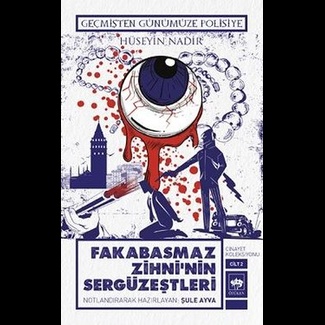 GEÇMİŞTEN GÜNÜMÜZE POLİSİYE
HÜSEYİN NADİR
FAKABASMAZ
ZİHNİ'NİN
SERGÜZEŞTLERİ
NOTLANDIRARAK HAZIRLAYAN: ŞULE AYVA
CİNAYET
KOLEKSİYONU
CİLT 2
ÖTÜKEN